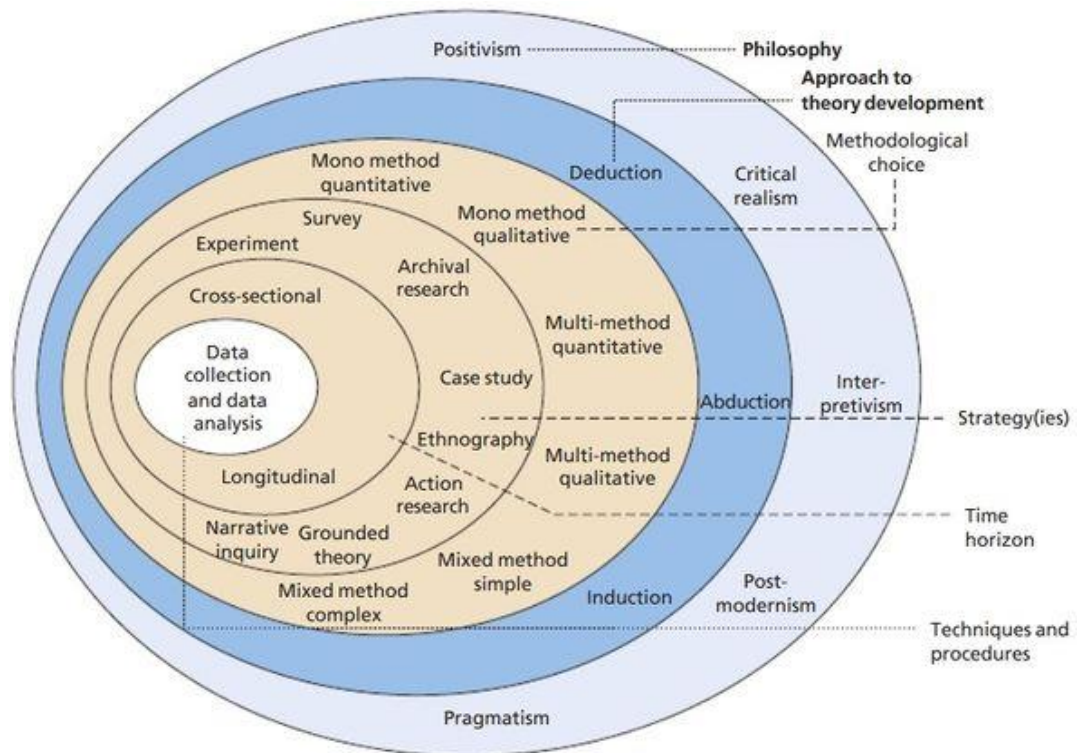 Positivism
Philosophy
Approach to
theory development
Methodological
choice
Mono method
quantitative
Deduction
Critical
realism
Survey
Mono method
qualitative
Experiment
Archival
research
Cross-sectional
Multi-method
quantitative
Data
collection
and data
analysis
Case study
Abduction
Inter-
pretivism
Strategy(ies)
Ethnography
Multi-method
qualitative
Longitudinal
Action
research
Time
horizon
Narrative
inquiry
Grounded
theory
Mixed method
simple
Mixed method
complex
Induction
Post-
modernism
Techniques and
procedures
Pragmatism